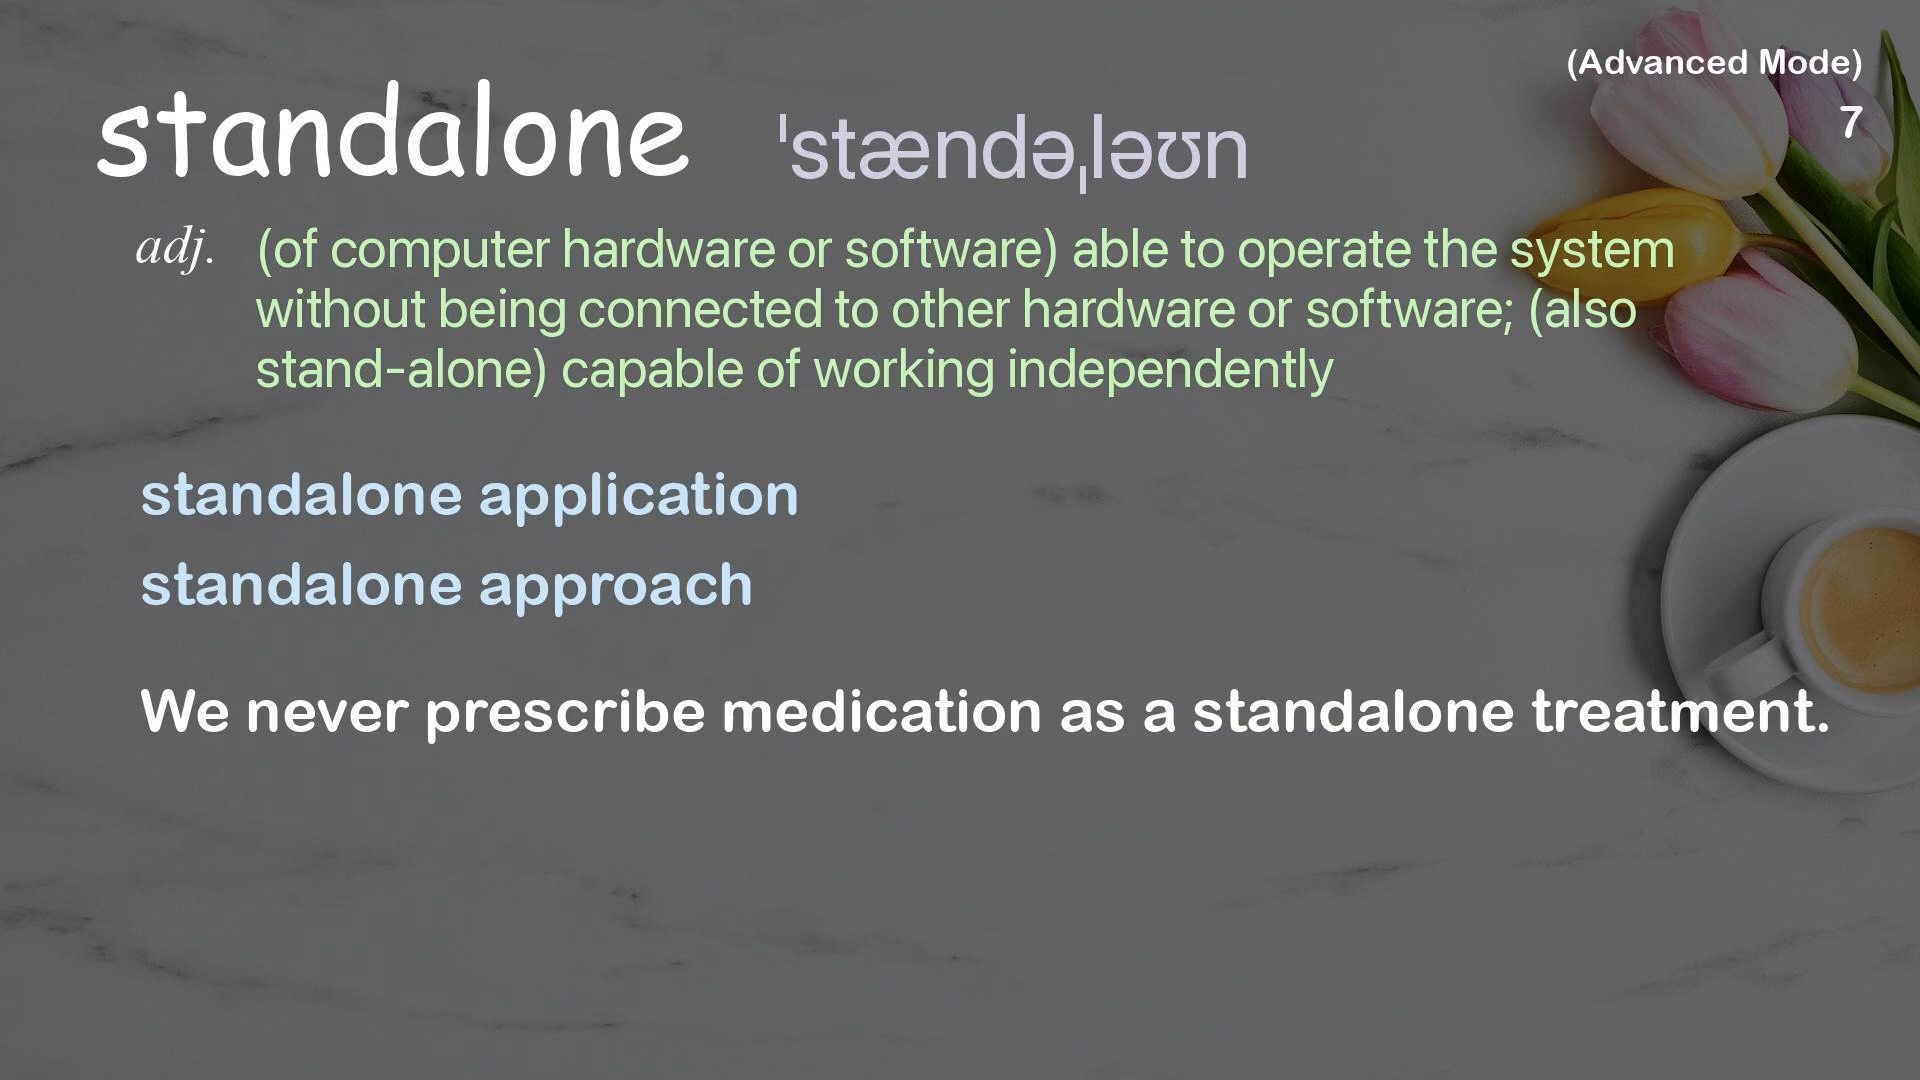 (Advanced Mode)
7
standalone ˈstændəˌləʊn
adj. (of computer hardware or software) able to operate the system
without being connected to other hardware or software; (also
stand-alone) capable of working independently
standalone application
standalone approach
We never prescribe medication as a standalone treatment.